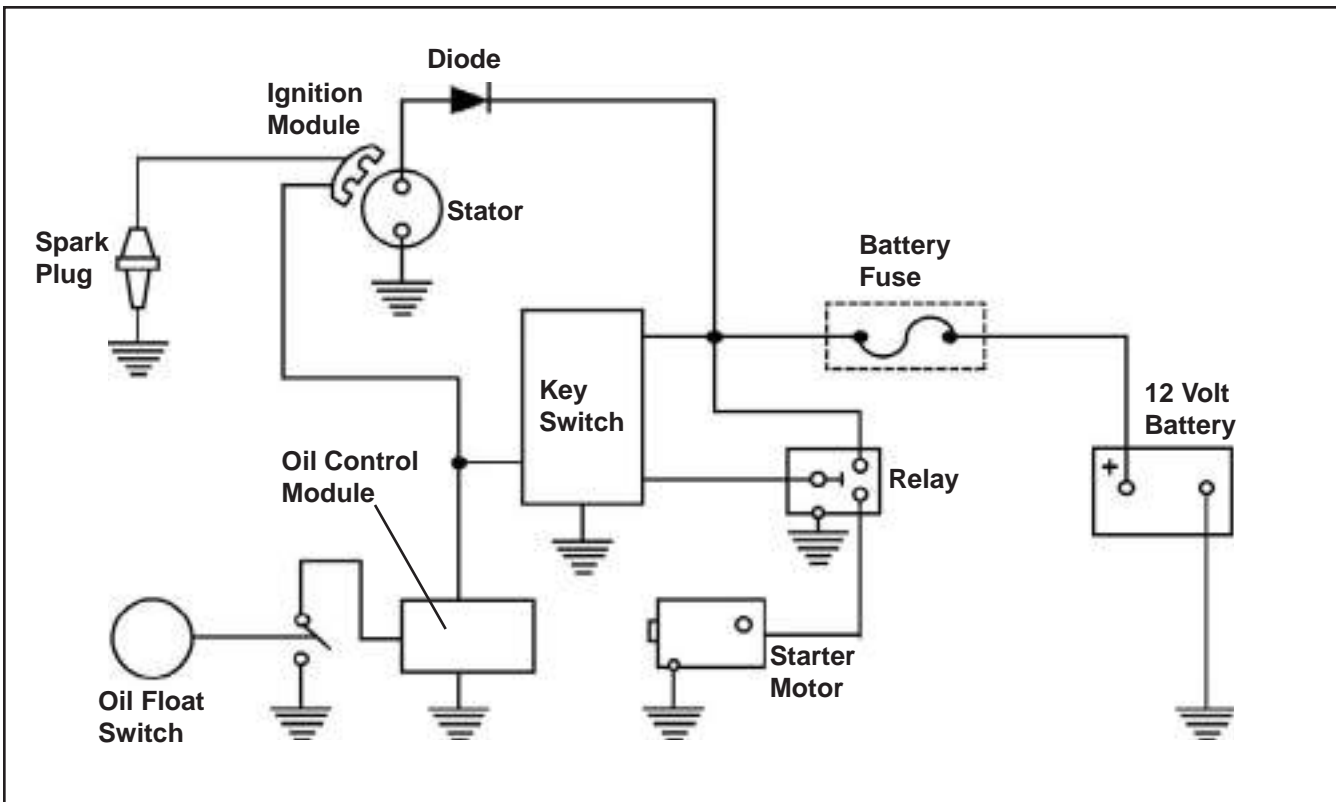 Diode
Ignition
Module
Stator
Spark
Plug
Battery
Fuse
Key
Switch
12 Volt
Battery
+
Oil Control
Module
Relay
Starter
Motor
Oil Float
Switch